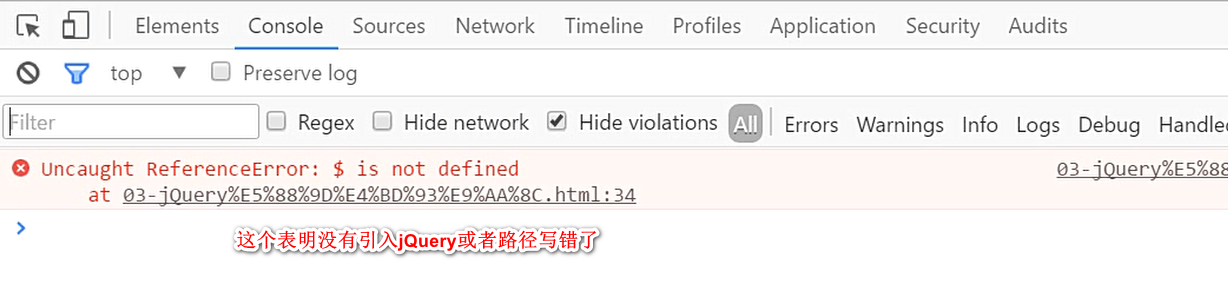 Elements Console Sources Network Timeline Profiles Application Security Audits
top ▼ Preserve log
Filter Regex Hide network Hide violations All Errors Warnings Info Logs Debug Handle
Uncaught ReferenceError: $ is not defined 03-jQuery%E5%88
at 03-jQuery%E5%88%9D%E4%BD%93%E9%AA%8C.html:34
>
这个表明没有引入jQuery或者路径写错了